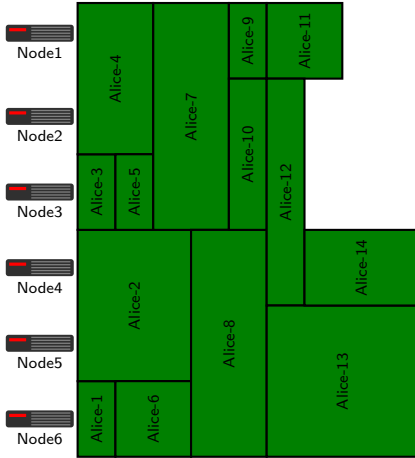 Node1
Node2
Node3
Node4
Node5
Node6
Alice-4
Alice-7
Alice-9
Alice-11
Alice-3
Alice-5
Alice-10
Alice-12
Alice-2
Alice-8
Alice-14
Alice-1
Alice-6
Alice-13